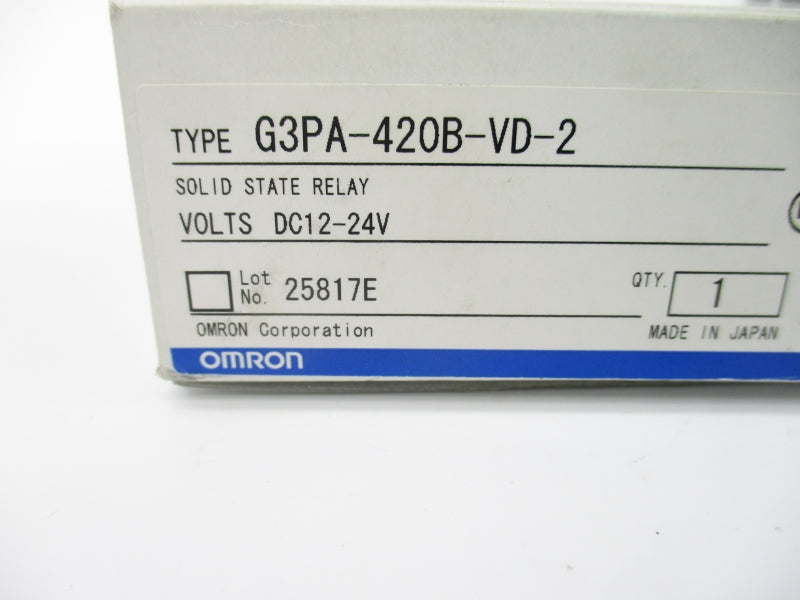 TYPE G3PA-420B-VD-2
SOLID STATE RELAY
VOLTS DC12-24V
Lot No. 25817E
QTY. 1
OMRON Corporation
MADE IN JAPAN
OMRON